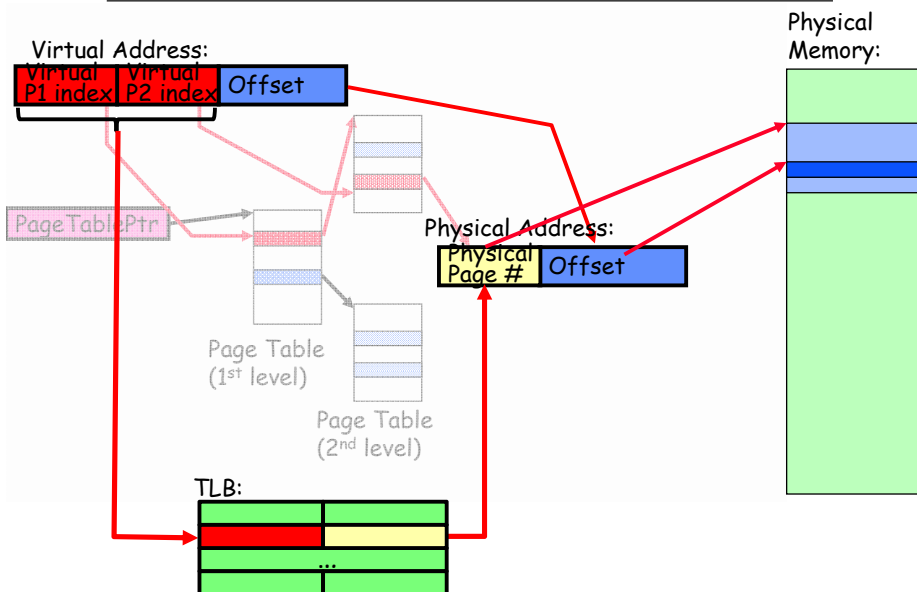 Virtual Address:
Virtual
P1 index
Virtual
P2 index
Offset
Physical
Memory:
PageTablePtr
Physical Address:
Physical
Page #
Offset
Page Table
(1st level)
Page Table
(2nd level)
TLB:
...